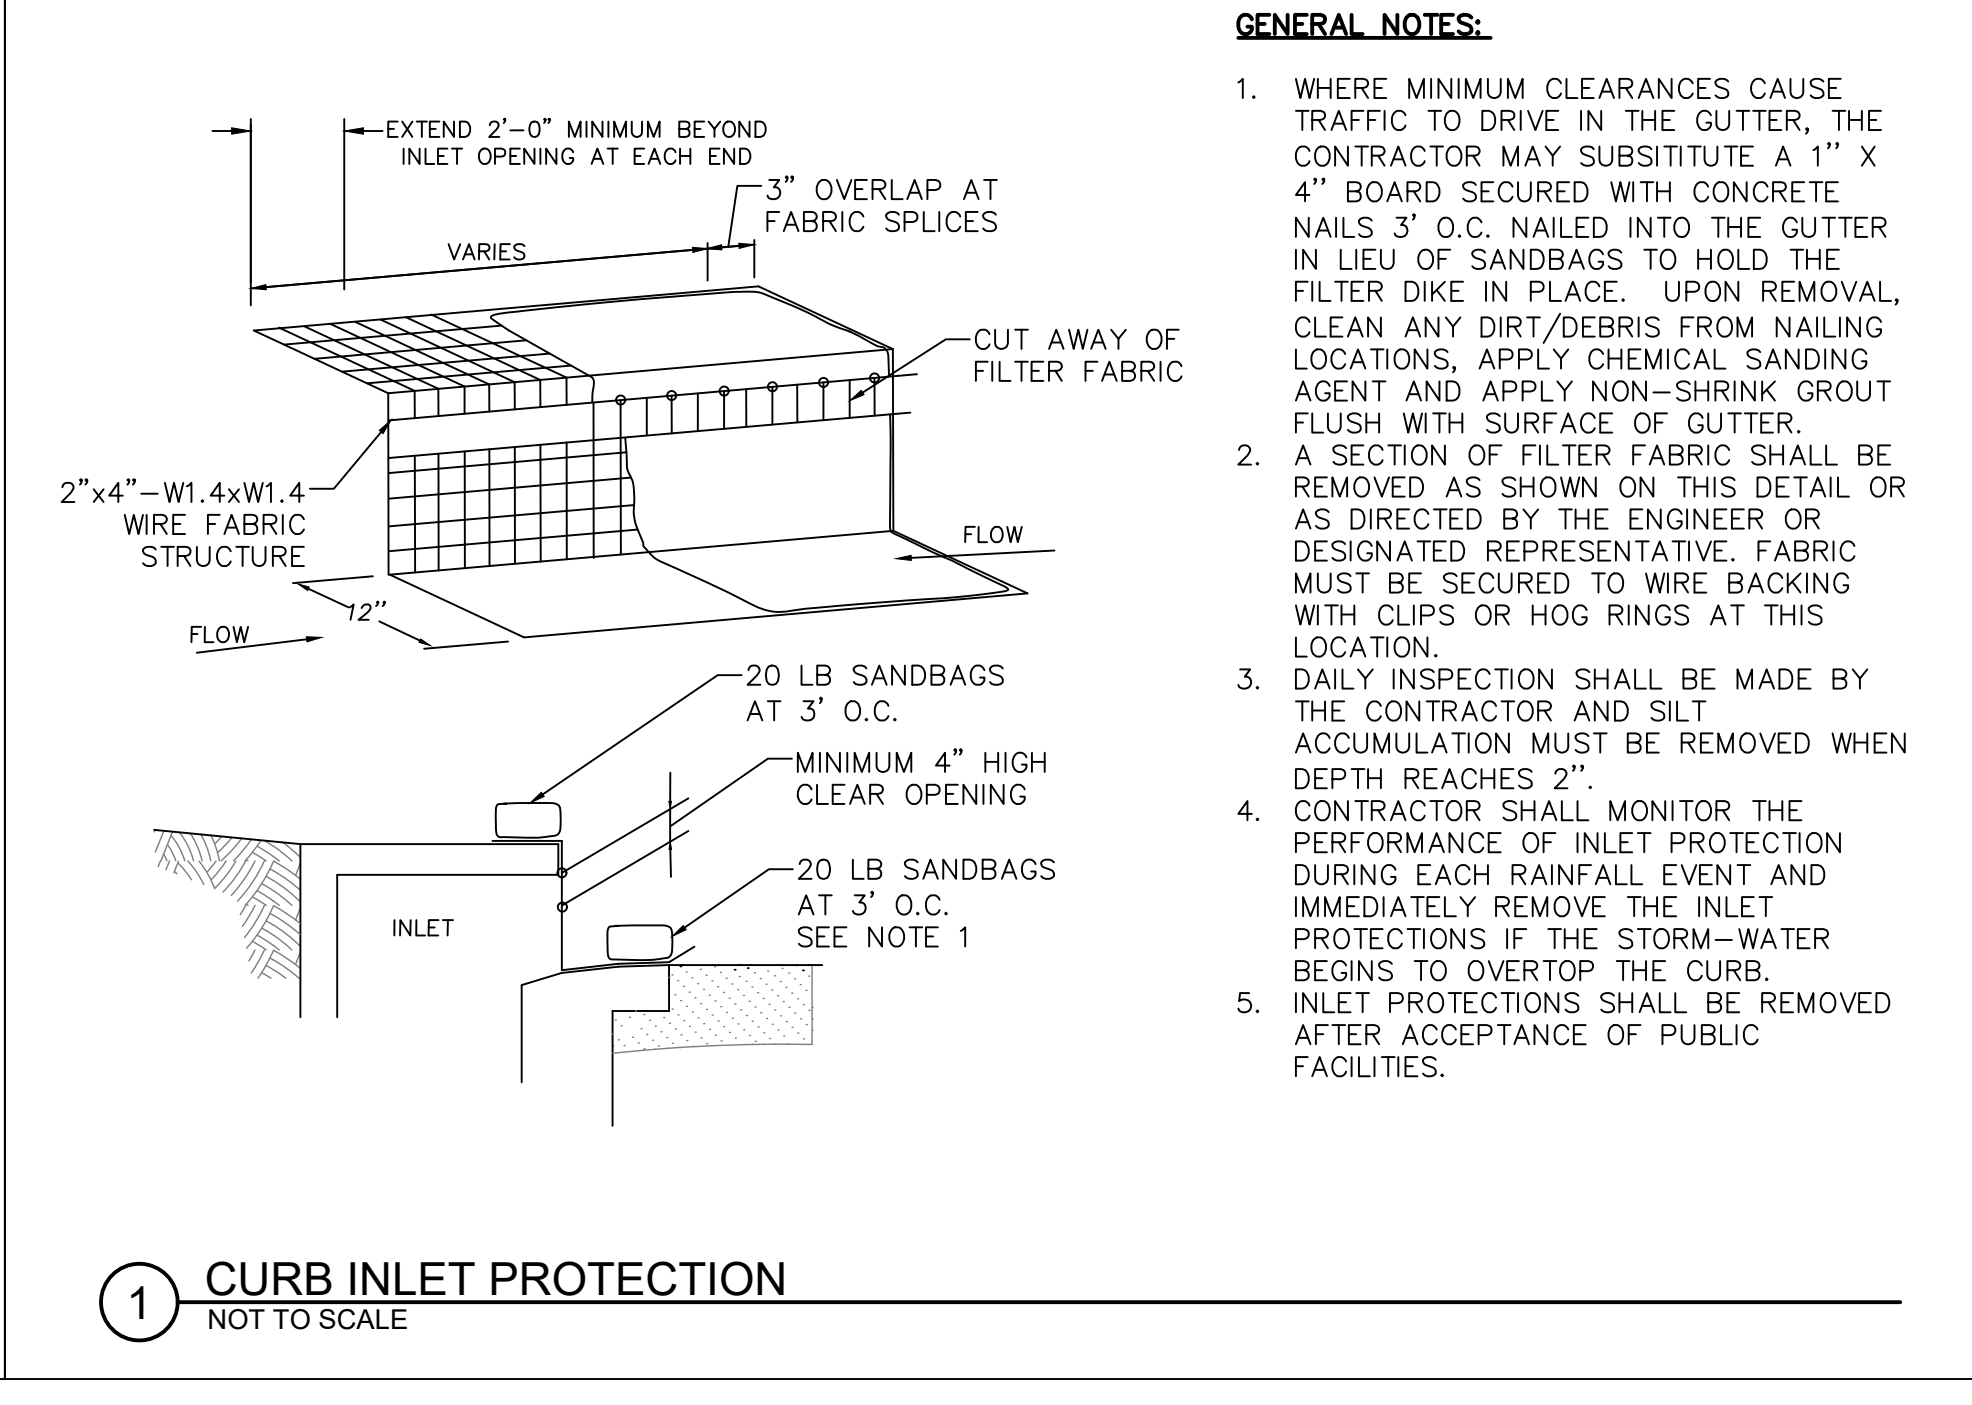 GENERAL NOTES:
1. WHERE MINIMUM CLEARANCES CAUSE
TRAFFIC TO DRIVE IN THE GUTTER, THE
CONTRACTOR MAY SUBSITITUTE A 1'' X
4'' BOARD SECURED WITH CONCRETE
NAILS 3' O.C. NAILED INTO THE GUTTER
IN LIEU OF SANDBAGS TO HOLD THE
FILTER DIKE IN PLACE. UPON REMOVAL,
CLEAN ANY DIRT/DEBRIS FROM NAILING
LOCATIONS, APPLY CHEMICAL SANDING
AGENT AND APPLY NON-SHRINK GROUT
FLUSH WITH SURFACE OF GUTTER.
2. A SECTION OF FILTER FABRIC SHALL BE
REMOVED AS SHOWN ON THIS DETAIL OR
AS DIRECTED BY THE ENGINEER OR
DESIGNATED REPRESENTATIVE. FABRIC
MUST BE SECURED TO WIRE BACKING
WITH CLIPS OR HOG RINGS AT THIS
LOCATION.
3. DAILY INSPECTION SHALL BE MADE BY
THE CONTRACTOR AND SILT
ACCUMULATION MUST BE REMOVED WHEN
DEPTH REACHES 2''.
4. CONTRACTOR SHALL MONITOR THE
PERFORMANCE OF INLET PROTECTION
DURING EACH RAINFALL EVENT AND
IMMEDIATELY REMOVE THE INLET
PROTECTIONS IF THE STORM-WATER
BEGINS TO OVERTOP THE CURB.
5. INLET PROTECTIONS SHALL BE REMOVED
AFTER ACCEPTANCE OF PUBLIC
FACILITIES.
EXTEND 2'-0" MINIMUM BEYOND
INLET OPENING AT EACH END
3" OVERLAP AT
FABRIC SPLICES
VARIES
CUT AWAY OF
FILTER FABRIC
2"x4"-W1.4xW1.4
WIRE FABRIC
STRUCTURE
FLOW
12"
FLOW
20 LB SANDBAGS
AT 3' O.C.
MINIMUM 4" HIGH
CLEAR OPENING
20 LB SANDBAGS
AT 3' O.C.
SEE NOTE 1
INLET
1
CURB INLET PROTECTION
NOT TO SCALE